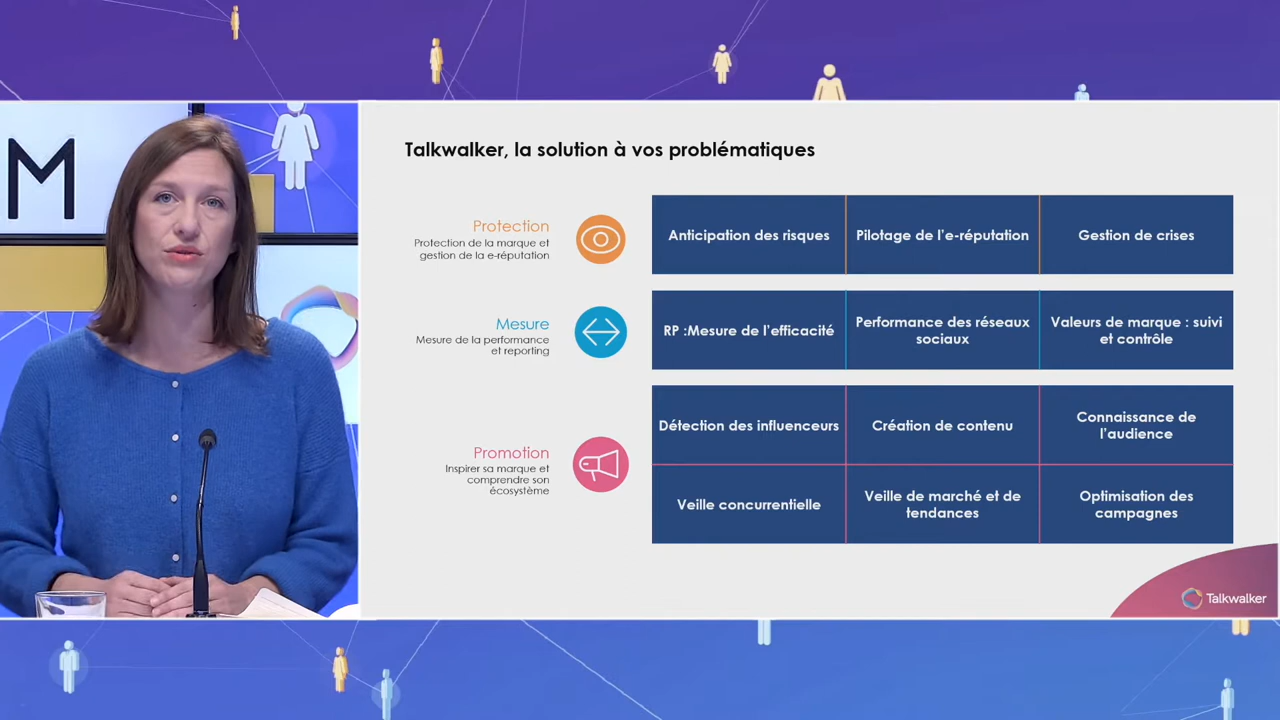 M
Talkwalker, la solution à vos problématiques
Protection
Protection de la marque et
gestion de la e-réputation
Anticipation des risques
Pilotage de l'e-réputation
Gestion de crises
Mesure
Mesure de la performance
et reporting
RP :Mesure de l'efficacité
Performance des réseaux
sociaux
Valeurs de marque : suivi
et contrôle
Promotion
Inspirer sa marque et
comprendre son
écosystème
Détection des influenceurs
Création de contenu
Connaissance de
l'audience
Veille concurrentielle
Veille de marché et de
tendances
Optimisation des
campagnes
Talkwalker